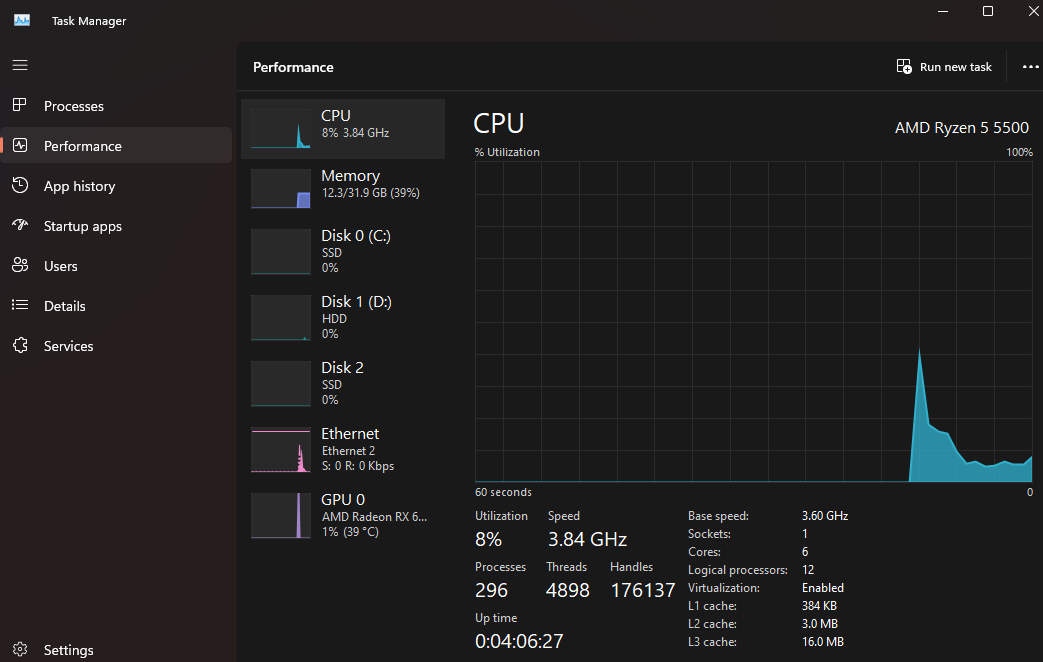 Task Manager
Performance
Run new task
Processes
Performance
App history
Startup apps
Users
Details
Services
Settings
CPU
8% 3.84 GHz
Memory
12.3/31.9 GB (39%)
Disk 0 (C:)
SSD
0%
Disk 1 (D:)
HDD
0%
Disk 2
SSD
0%
Ethernet
Ethernet 2
S: 0 R: 0 Kbps
GPU 0
AMD Radeon RX 6...
1% (39 °C)
CPU
AMD Ryzen 5 5500
% Utilization
100%
60 seconds
0
Utilization
Speed
8%
3.84 GHz
Processes
Threads
Handles
296
4898
176137
Up time
0:04:06:27
Base speed:
3.60 GHz
Sockets:
1
Cores:
6
Logical processors:
12
Virtualization:
Enabled
L1 cache:
384 KB
L2 cache:
3.0 MB
L3 cache:
16.0 MB